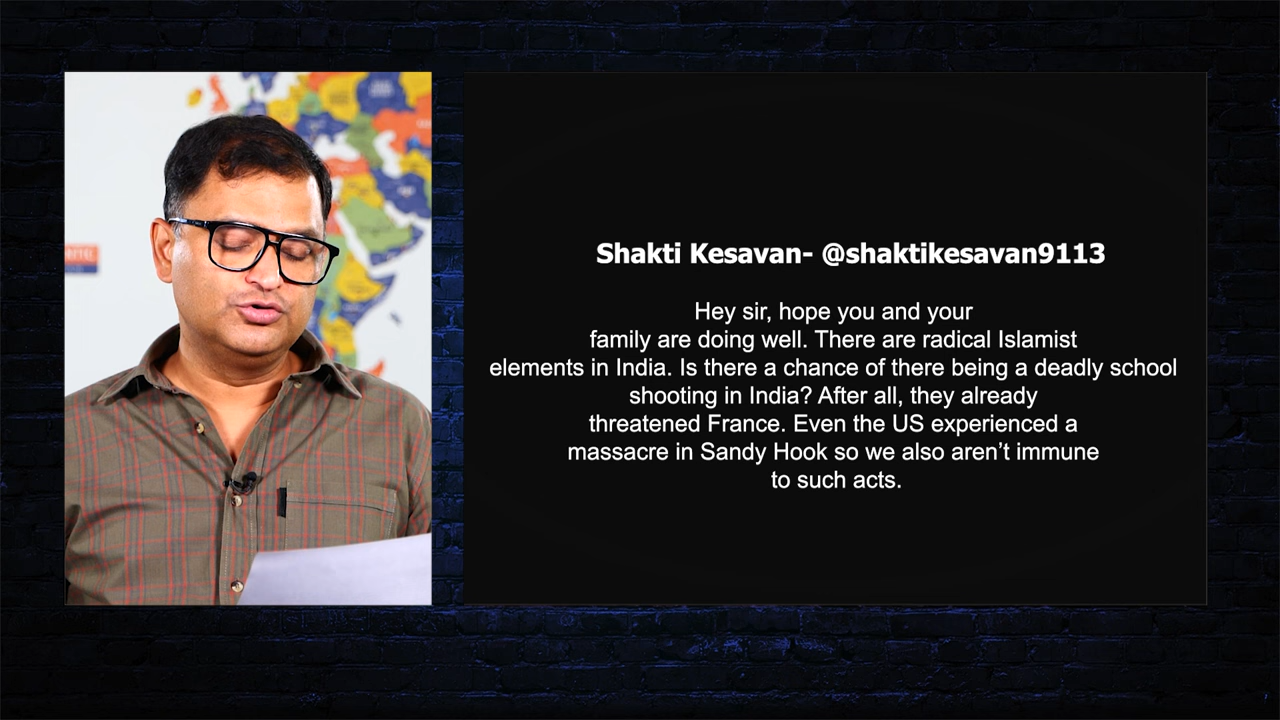 Shakti Kesavan- @shaktikesavan9113
Hey sir, hope you and your
family are doing well. There are radical Islamist
elements in India. Is there a chance of there being a deadly school
shooting in India? After all, they already
threatened France. Even the US experienced a
massacre in Sandy Hook so we also aren’t immune
to such acts.